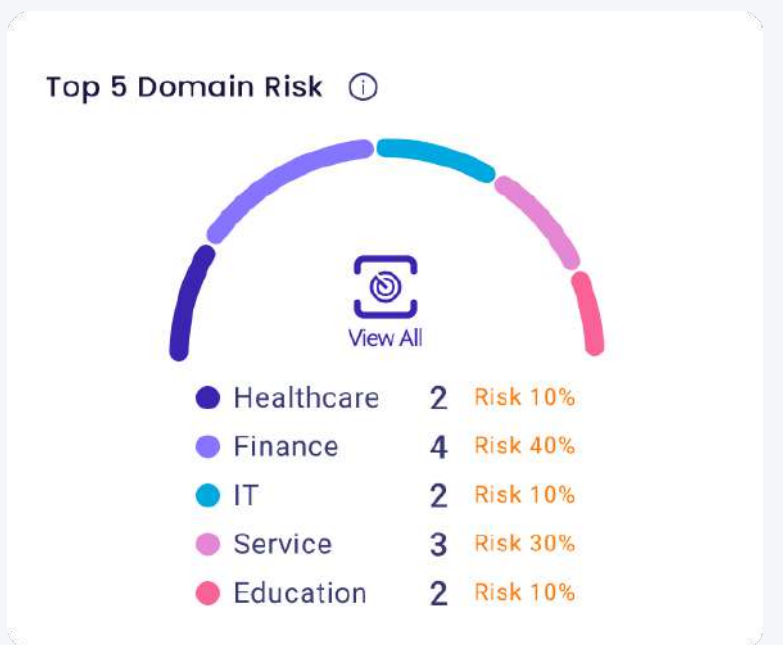 Top 5 Domain Risk
View All
Healthcare 2 Risk 10%
Finance 4 Risk 40%
IT 2 Risk 10%
Service 3 Risk 30%
Education 2 Risk 10%